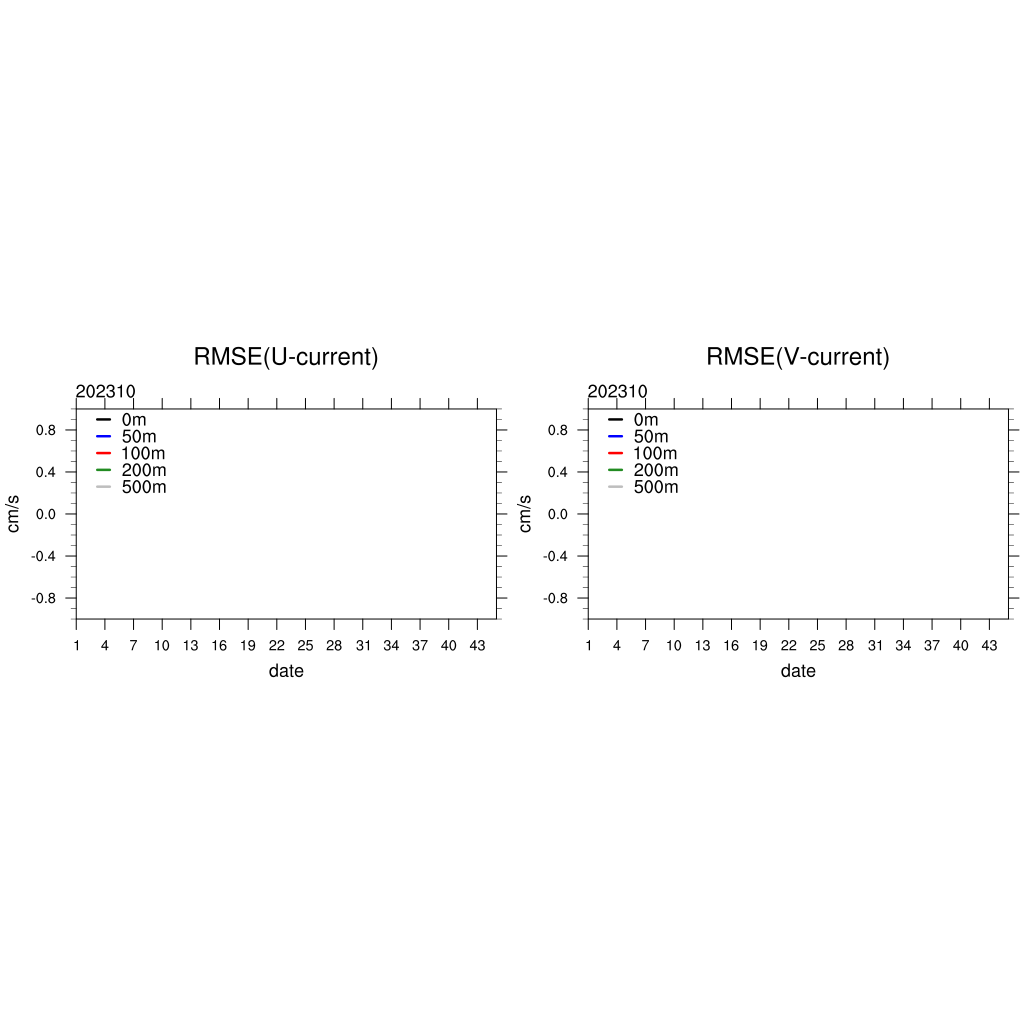 RMSE(U-current)
202310
0m
50m
100m
200m
500m
0.8
0.4
0.0
-0.4
-0.8
cm/s
1 4 7 10 13 16 19 22 25 28 31 34 37 40 43
date
RMSE(V-current)
202310
0m
50m
100m
200m
500m
0.8
0.4
0.0
-0.4
-0.8
cm/s
1 4 7 10 13 16 19 22 25 28 31 34 37 40 43
date